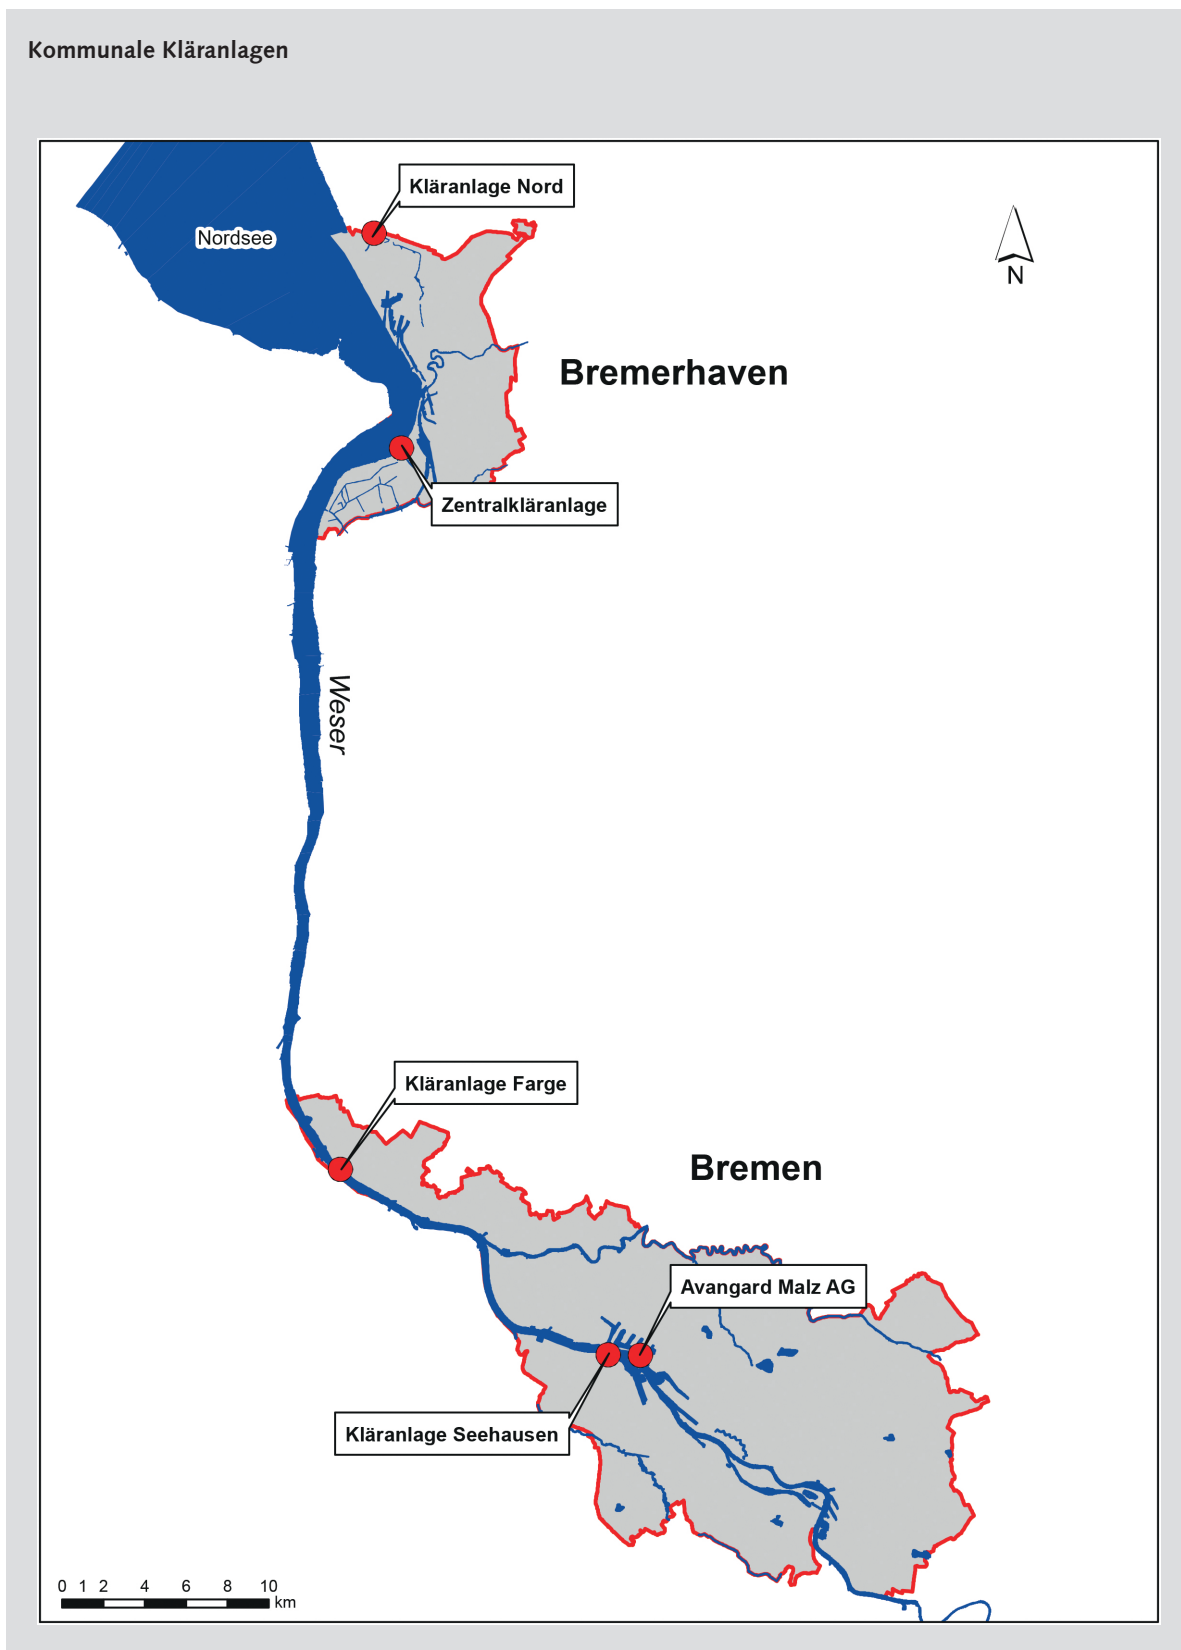 Kommunale Kläranlagen
Kläranlage Nord
Nordsee
N
Bremerhaven
Zentralkläranlage
Weser
Kläranlage Farge
Bremen
Avangard Malz AG
Kläranlage Seehausen
0 1 2 4 6 8 10
km